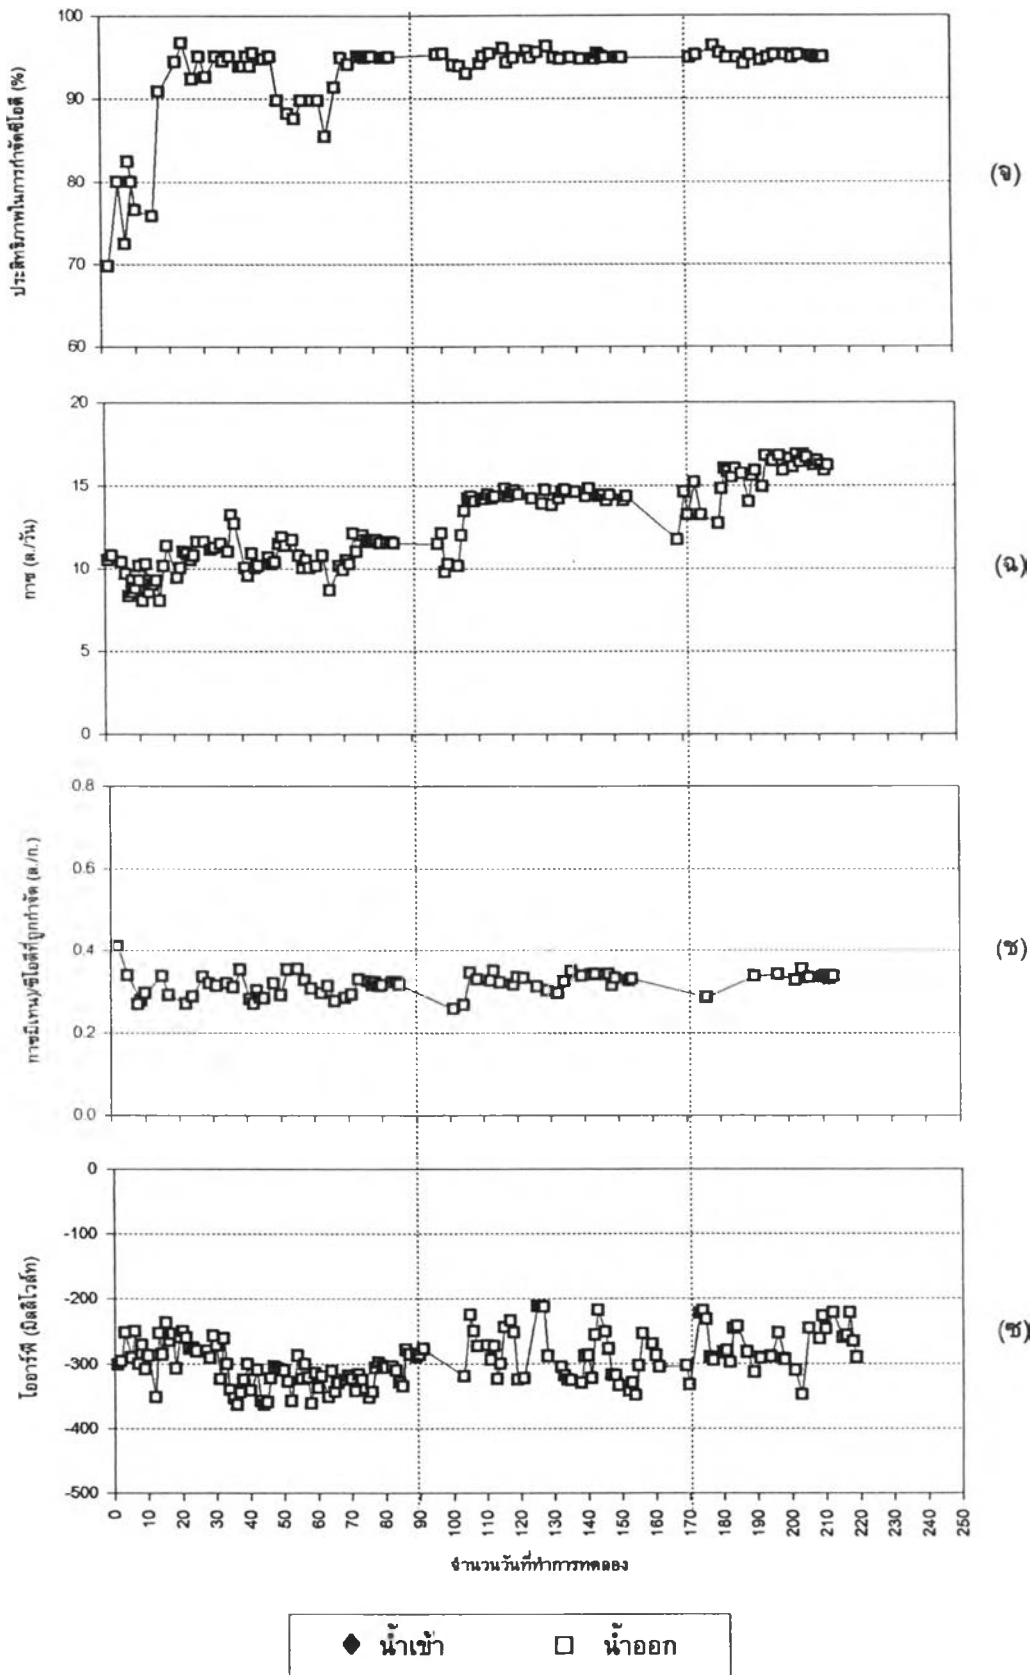 ประสิทธิภาพในการกำจัดซีโอดี (%)
100
90
80
70
60
(จ)
กาซ (ล./วัน)
20
15
10
5
0
(ฉ)
กาซมีเทน/ซีโอดีที่ถูกกำจัด (ล./ก.)
0.8
0.6
0.4
0.2
0.0
(ช)
โออาร์พี (มิลลิโวล์ท)
0
-100
-200
-300
-400
-500
(ซ)
0 10 20 30 40 50 60 70 80 90 100 110 120 130 140 150 160 170 180 190 200 210 220 230 240 250
จำนวนวันที่ทำการทดลอง
น้ำเข้า น้ำออก